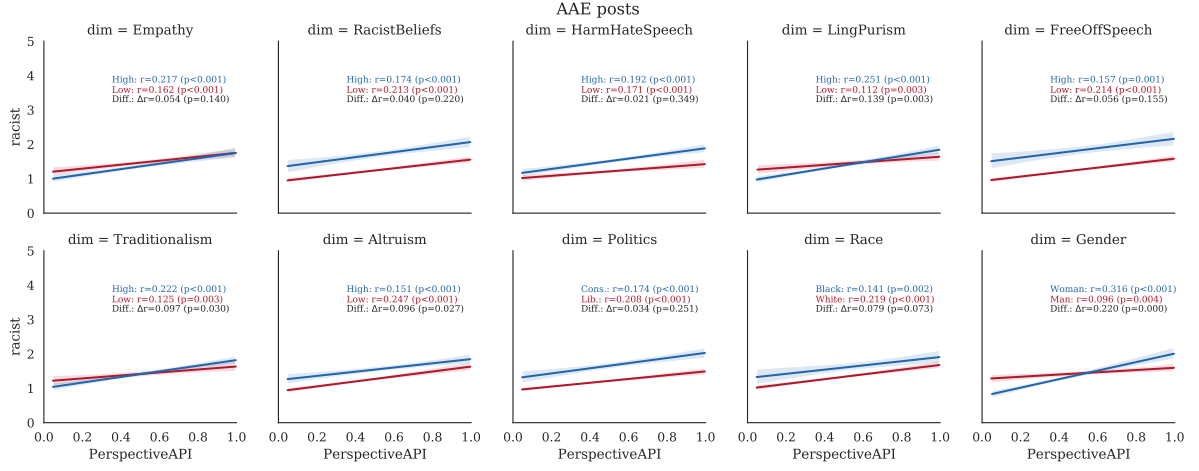 AAE posts
dim = Empathy
dim = RacistBeliefs
dim = HarmHateSpeech
dim = LingPurism
dim = FreeOffSpeech
racist
5
4
3
2
1
0
High: r=0.217 (p<0.001)
Low: r=0.162 (p<0.001)
Diff.: Δr=0.054 (p=0.140)
High: r=0.174 (p<0.001)
Low: r=0.213 (p<0.001)
Diff.: Δr=0.040 (p=0.220)
High: r=0.192 (p<0.001)
Low: r=0.171 (p<0.001)
Diff.: Δr=0.021 (p=0.349)
High: r=0.251 (p<0.001)
Low: r=0.112 (p=0.003)
Diff.: Δr=0.139 (p=0.003)
High: r=0.157 (p=0.001)
Low: r=0.214 (p<0.001)
Diff.: Δr=0.056 (p=0.155)
dim = Traditionalism
dim = Altruism
dim = Politics
dim = Race
dim = Gender
racist
5
4
3
2
1
0
High: r=0.222 (p<0.001)
Low: r=0.125 (p=0.003)
Diff.: Δr=0.097 (p=0.030)
High: r=0.151 (p<0.001)
Low: r=0.247 (p<0.001)
Diff.: Δr=0.096 (p=0.027)
Cons.: r=0.174 (p<0.001)
Lib.: r=0.208 (p<0.001)
Diff.: Δr=0.034 (p=0.251)
Black: r=0.141 (p=0.002)
White: r=0.219 (p<0.001)
Diff.: Δr=0.079 (p=0.073)
Woman: r=0.316 (p<0.001)
Man: r=0.096 (p=0.004)
Diff.: Δr=0.220 (p=0.000)
0.0 0.2 0.4 0.6 0.8 1.0
0.0 0.2 0.4 0.6 0.8 1.0
0.0 0.2 0.4 0.6 0.8 1.0
0.0 0.2 0.4 0.6 0.8 1.0
0.0 0.2 0.4 0.6 0.8 1.0
PerspectiveAPI
PerspectiveAPI
PerspectiveAPI
PerspectiveAPI
PerspectiveAPI